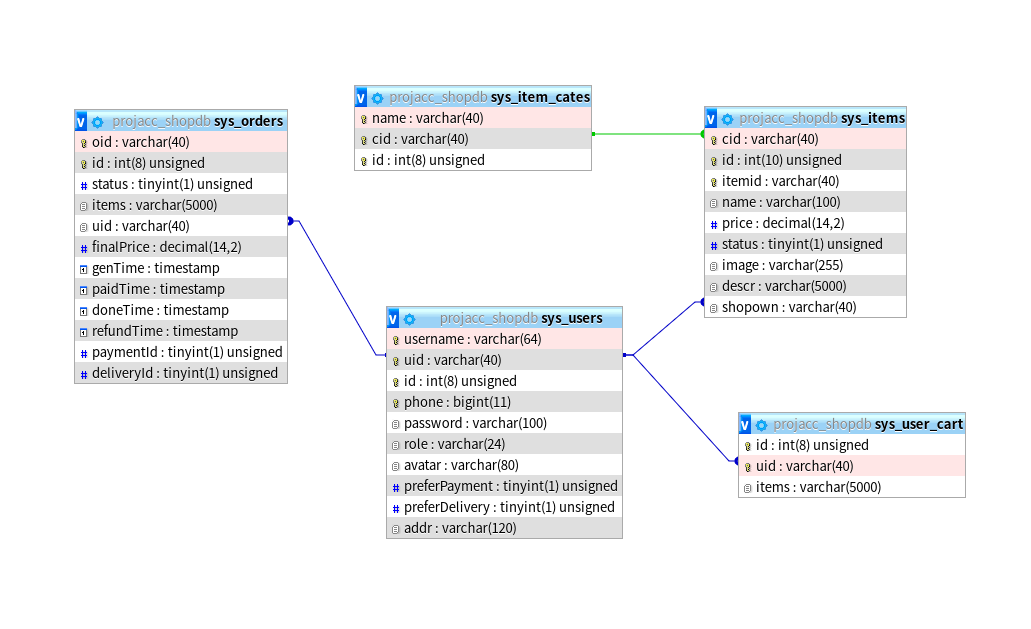 v projacc_shopdb sys_orders
oid : varchar(40)
id : int(8) unsigned
# status : tinyint(1) unsigned
items : varchar(5000)
uid : varchar(40)
# finalPrice : decimal(14,2)
genTime : timestamp
paidTime : timestamp
doneTime : timestamp
refundTime : timestamp
# paymentId : tinyint(1) unsigned
# deliveryId : tinyint(1) unsigned
v projacc_shopdb sys_item_cates
name : varchar(40)
cid : varchar(40)
id : int(8) unsigned
v projacc_shopdb sys_items
cid : varchar(40)
id : int(10) unsigned
itemid : varchar(40)
name : varchar(100)
# price : decimal(14,2)
# status : tinyint(1) unsigned
image : varchar(255)
descr : varchar(5000)
shopown : varchar(40)
v projacc_shopdb sys_users
username : varchar(64)
uid : varchar(40)
id : int(8) unsigned
phone : bigint(11)
password : varchar(100)
role : varchar(24)
avatar : varchar(80)
# preferPayment : tinyint(1) unsigned
# preferDelivery : tinyint(1) unsigned
addr : varchar(120)
v projacc_shopdb sys_user_cart
id : int(8) unsigned
uid : varchar(40)
items : varchar(5000)